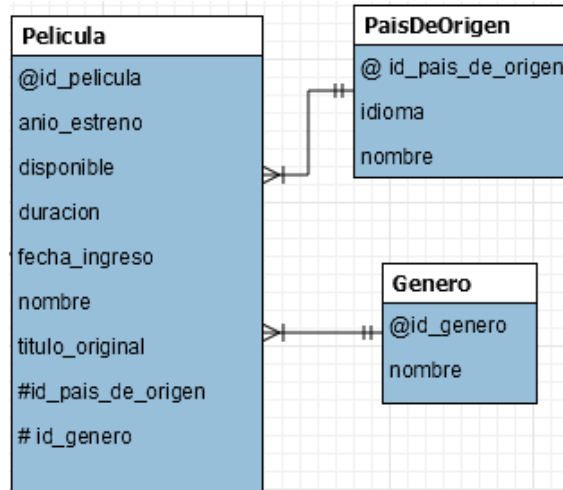 Pelicula
@id_pelicula
anio_estreno
disponible
duracion
fecha_ingreso
nombre
titulo_original
#id_pais_de_origen
# id_genero
PaisDeOrigen
@ id_pais_de_origen
idioma
nombre
Genero
@id_genero
nombre